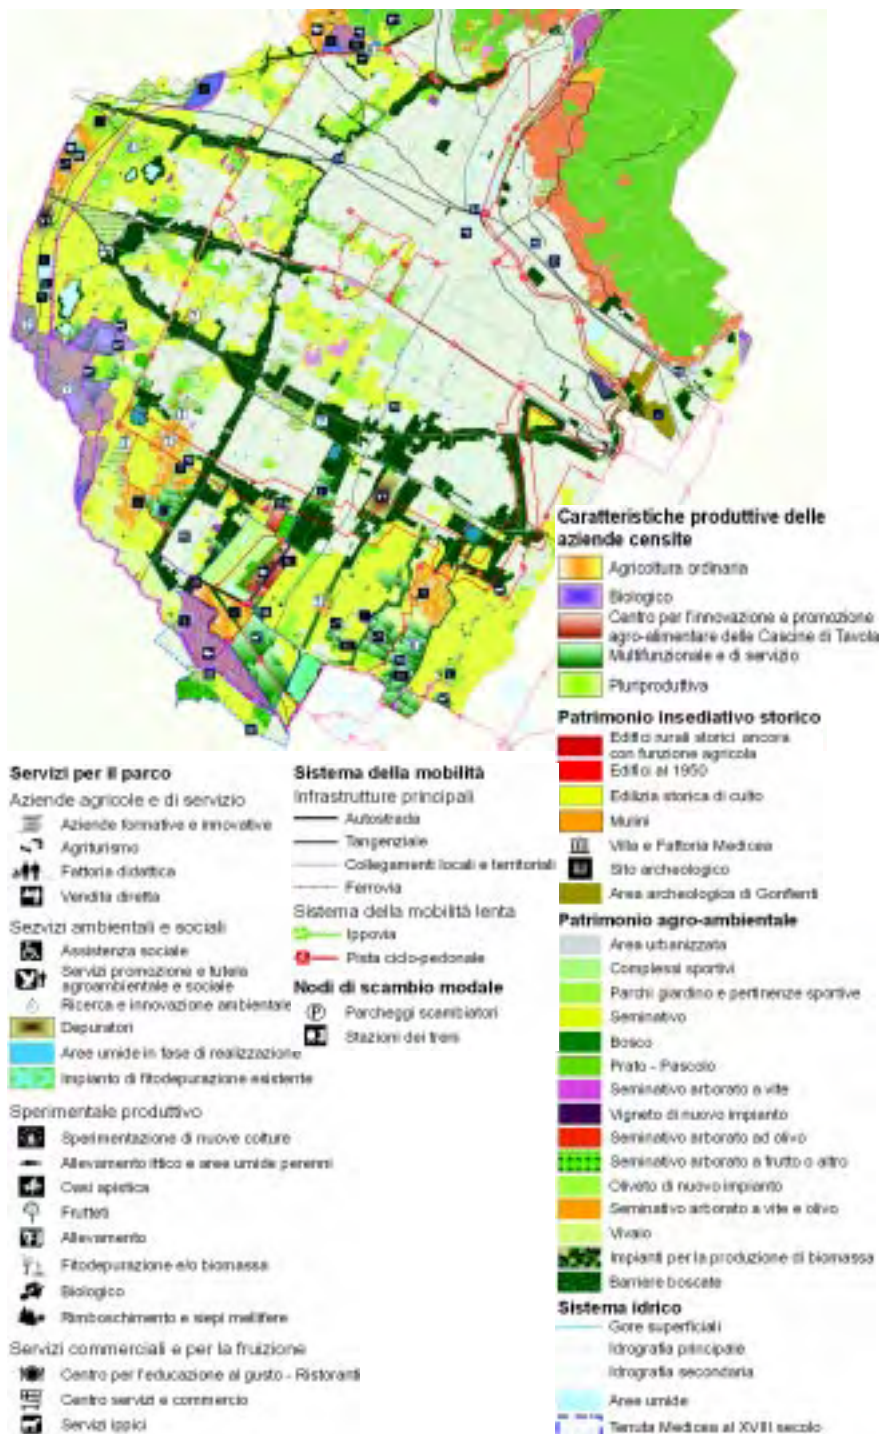 Caratteristiche produttive delle
aziende censite
Agricoltura ordinaria
Biologico
Centro per l'innovazione e promozione
agro-alimentare delle Cascine di Tavola
Multifunzionale e di servizio
Pluriproduttiva
Patrimonio insediativo storico
Edifici rurali storici ancora
con funzione agricola
Edifici al 1950
Edilizia storica di culto
Mulini
Villa e Fattoria Medicea
Sito archeologico
Area archeologica di Gonfienti
Patrimonio agro-ambientale
Area urbanizzata
Complessi sportivi
Parchi giardino e pertinenze sportive
Seminativo
Bosco
Prato - Pascolo
Seminativo arborato a vite
Vigneto di nuovo impianto
Seminativo arborato ad olivo
Seminativo arborato a frutto o altro
Oliveto di nuovo impianto
Seminativo arborato a vite e olivo
Vivaio
Impianti per la produzione di biomassa
Barriere boscate
Sistema idrico
Gore superficiali
Idrografia principale
Idrografia secondaria
Aree umide
Tenuta Medicea al XVIII secolo
Servizi per il parco
Aziende agricole e di servizio
Aziende formative e innovative
Agriturismo
Fattoria didattica
Vendita diretta
Sezvizi ambientali e sociali
Assistenza sociale
Servizi promozione e tutela
agroambientale e sociale
Ricerca e innovazione ambientale
Depuratori
Aree umide in fase di realizzazione
Impianto di fitodepurazione esistente
Sperimentale produttivo
Sperimentazione di nuove colture
Allevamento ittico e aree umide perenni
Oasi apistica
Frutteti
Allevamento
Fitodepurazione e/o biomassa
Biologico
Rimboschimento e siepi mellifere
Servizi commerciali e per la fruizione
Centro per l'educazione al gusto - Ristoranti
Centro servizi e commercio
Servizi ippici
Sistema della mobilità
Infrastrutture principali
Autostrada
Tangenziale
Collegamenti locali e territoriali
Ferrovia
Sistema della mobilità lenta
Ippovia
Pista ciclo-pedonale
Nodi di scambio modale
P
Parcheggi scambiatori
Stazioni dei treni